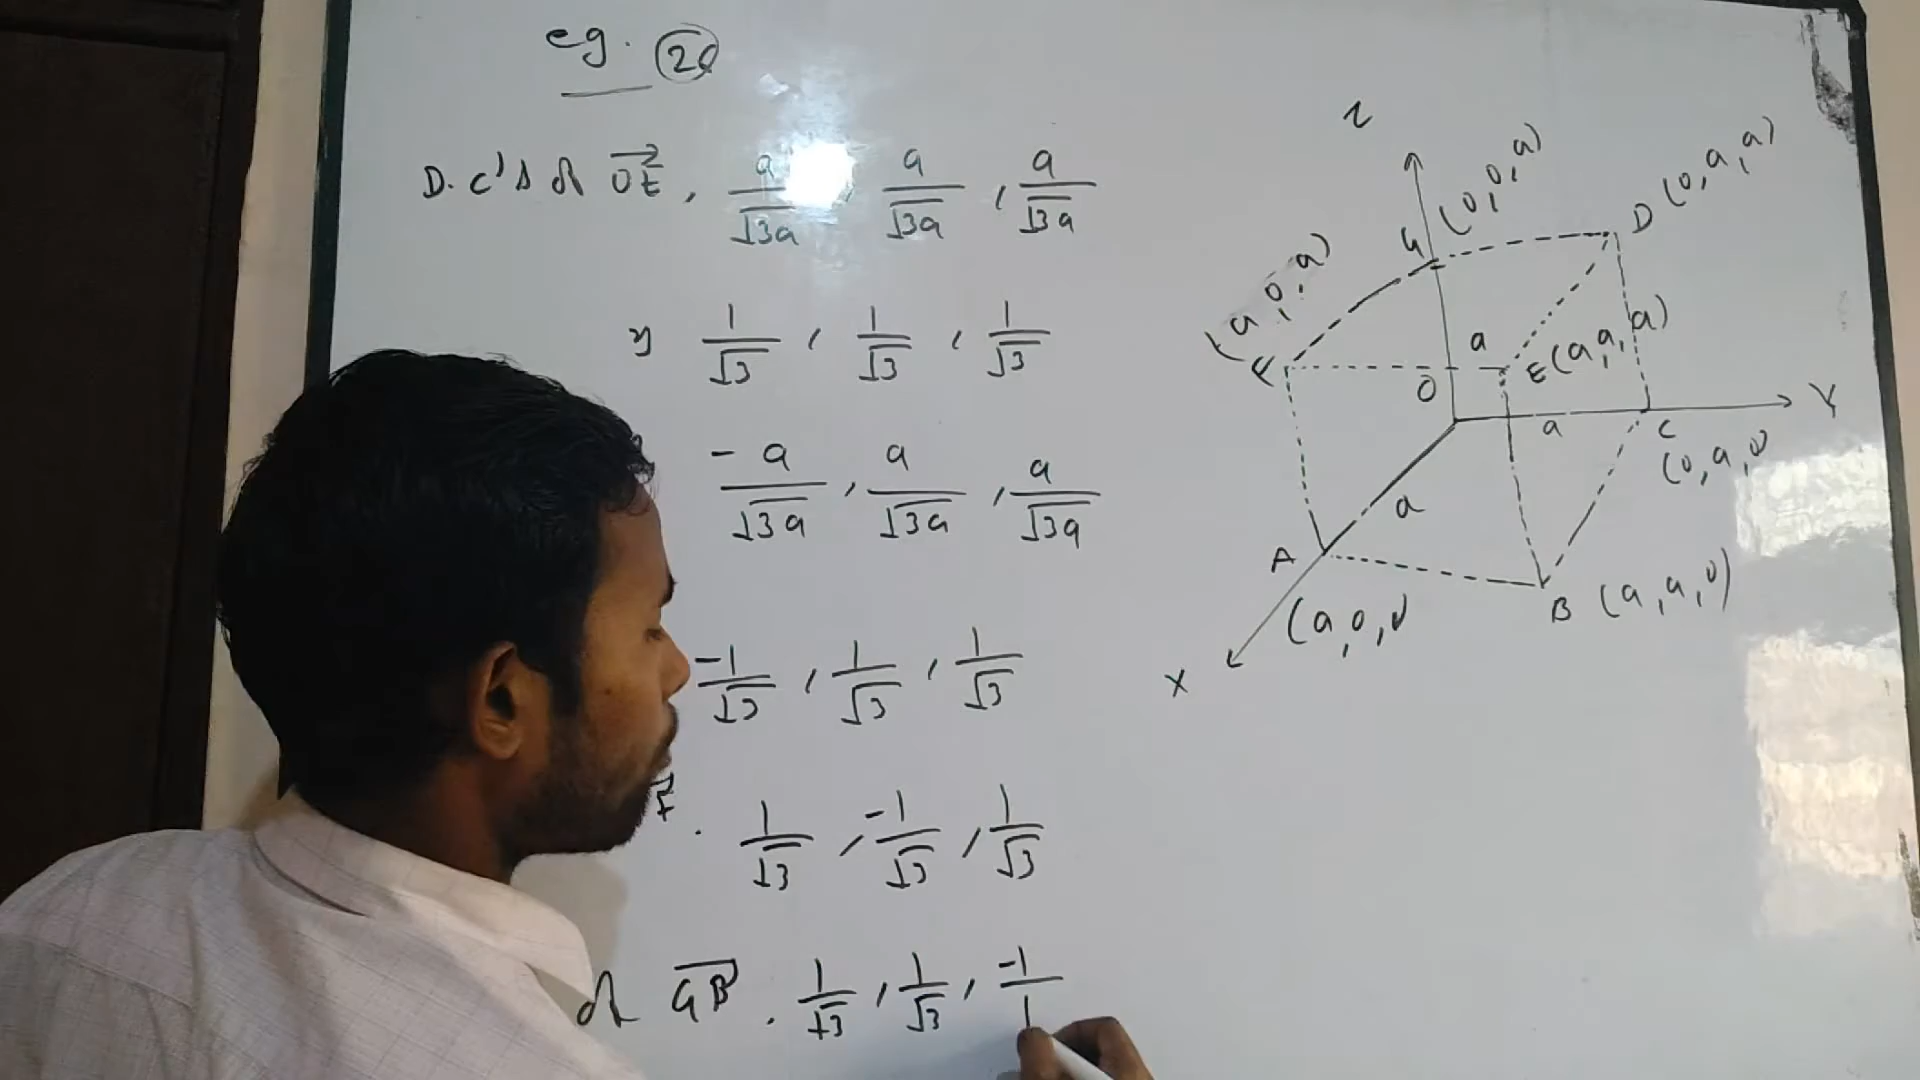 eg. 26
D.c's of OE, a/√3a, a/√3a, a/√3a
1/√3, 1/√3, 1/√3
-a/√3a, a/√3a, a/√3a
-1/√3, 1/√3, 1/√3
F. 1/√3, -1/√3, 1/√3
of GB. 1/√3, 1/√3, -1/
Z
G (0,0,a)
D (0,a,a)
F (a,0,a)
a
E (a,a,a)
O
Y
a
C
(0,a,0)
a
A
(a,0,0)
B (a,a,0)
X